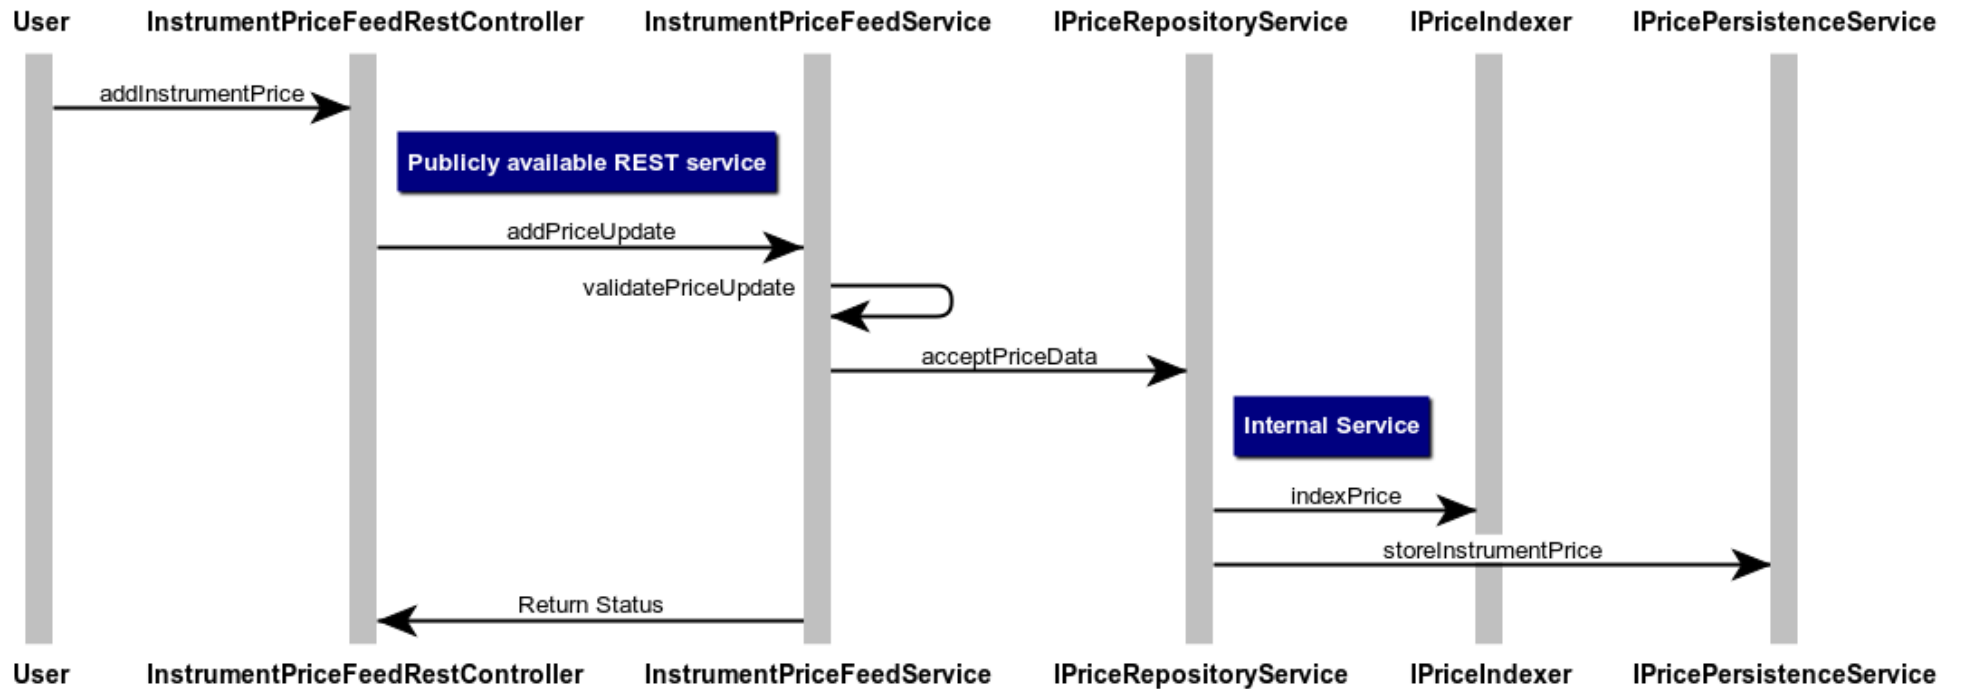 User
InstrumentPriceFeedRestController
InstrumentPriceFeedService
IPriceRepositoryService
IPriceIndexer
IPricePersistenceService
addInstrumentPrice
Publicly available REST service
addPriceUpdate
validatePriceUpdate
acceptPriceData
Internal Service
indexPrice
storeInstrumentPrice
Return Status
User
InstrumentPriceFeedRestController
InstrumentPriceFeedService
IPriceRepositoryService
IPriceIndexer
IPricePersistenceService